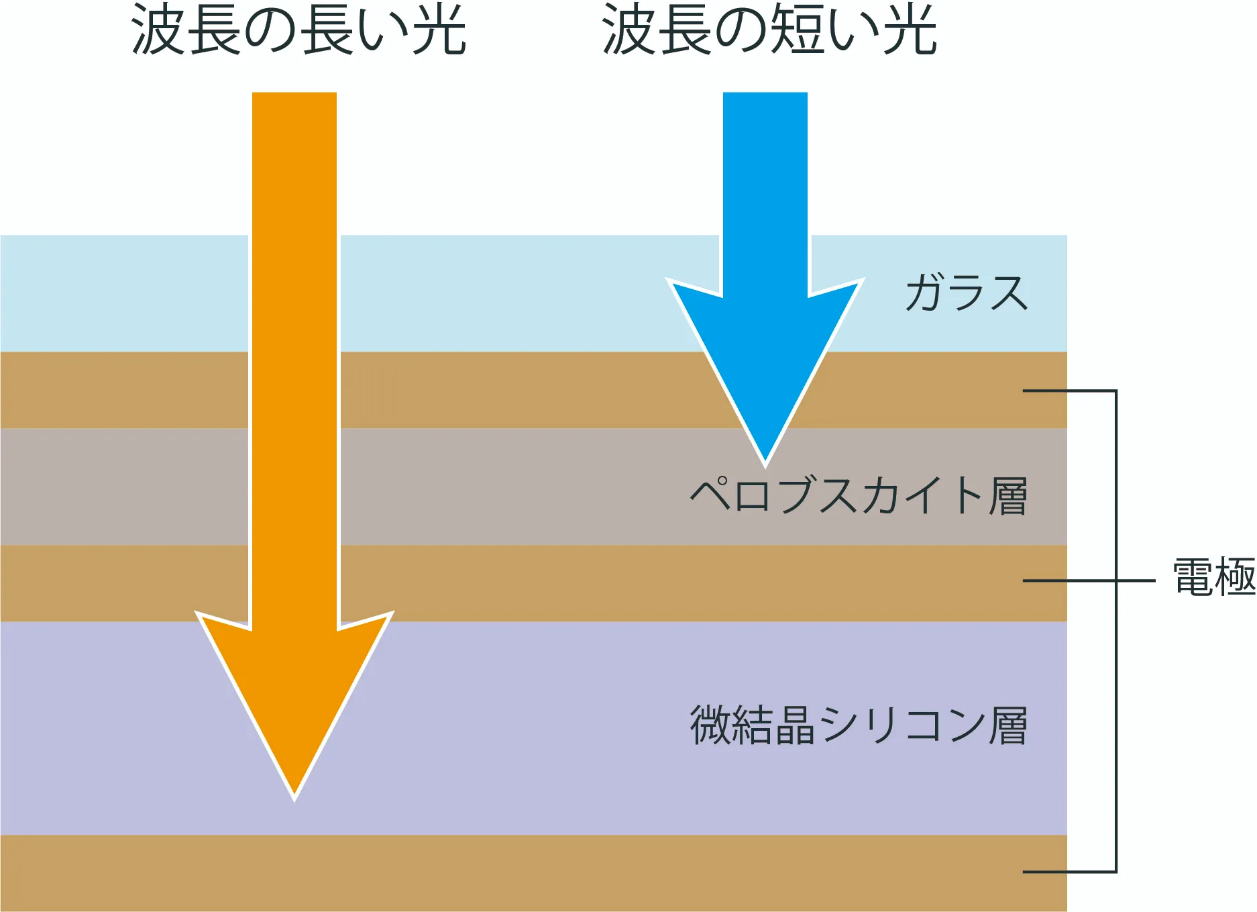 波長の長い光
波長の短い光
ガラス
ペロブスカイト層
電極
微結晶シリコン層